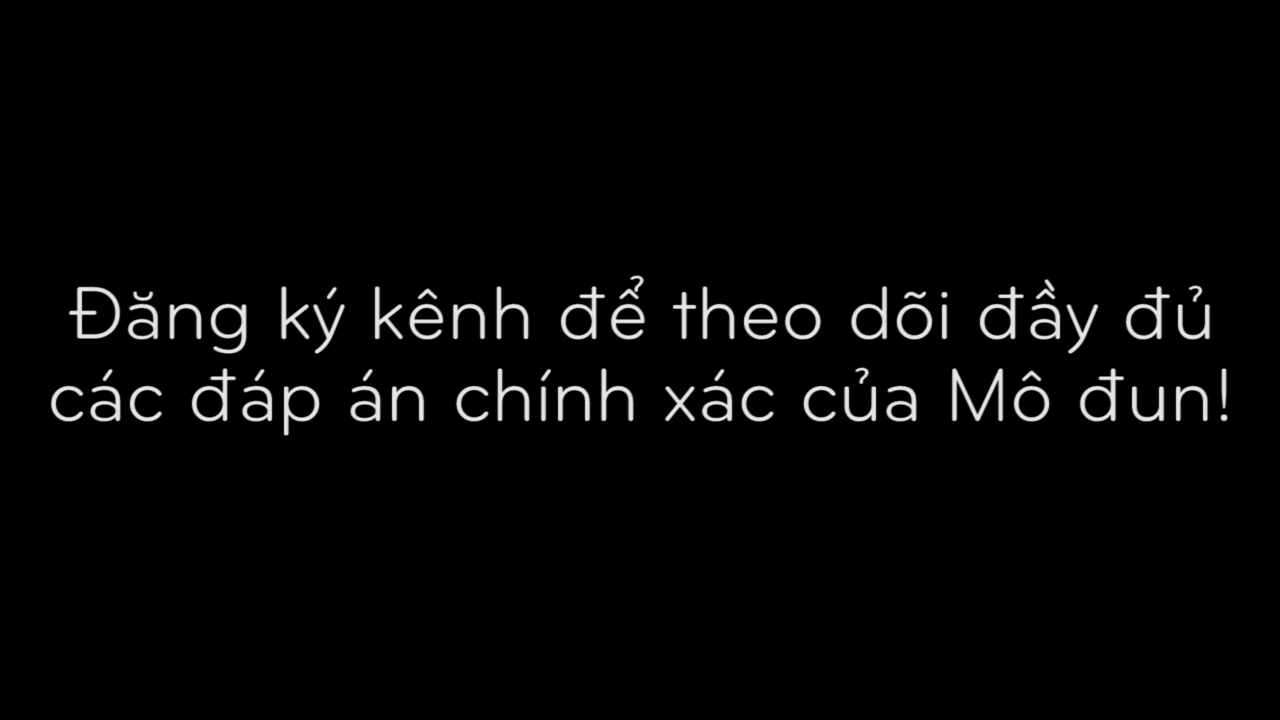 Đăng ký kênh để theo dõi đầy đủ
các đáp án chính xác của Mô đun!